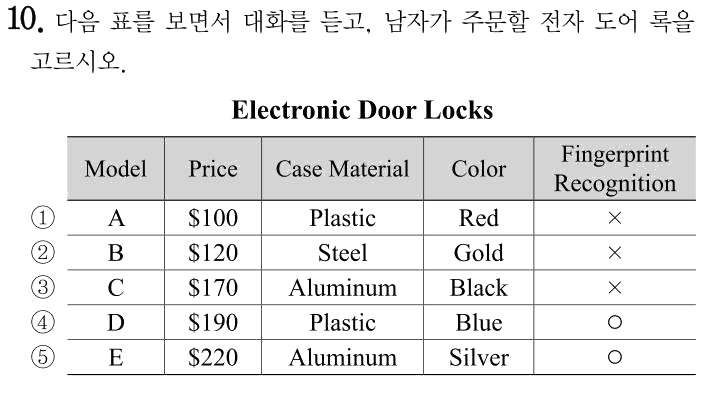 10. 다음 표를 보면서 대화를 듣고, 남자가 주문할 전자 도어 록을
고르시오.
Electronic Door Locks
Model Price Case Material Color Fingerprint Recognition
① A $100 Plastic Red ×
② B $120 Steel Gold ×
③ C $170 Aluminum Black ×
④ D $190 Plastic Blue ○
⑤ E $220 Aluminum Silver ○